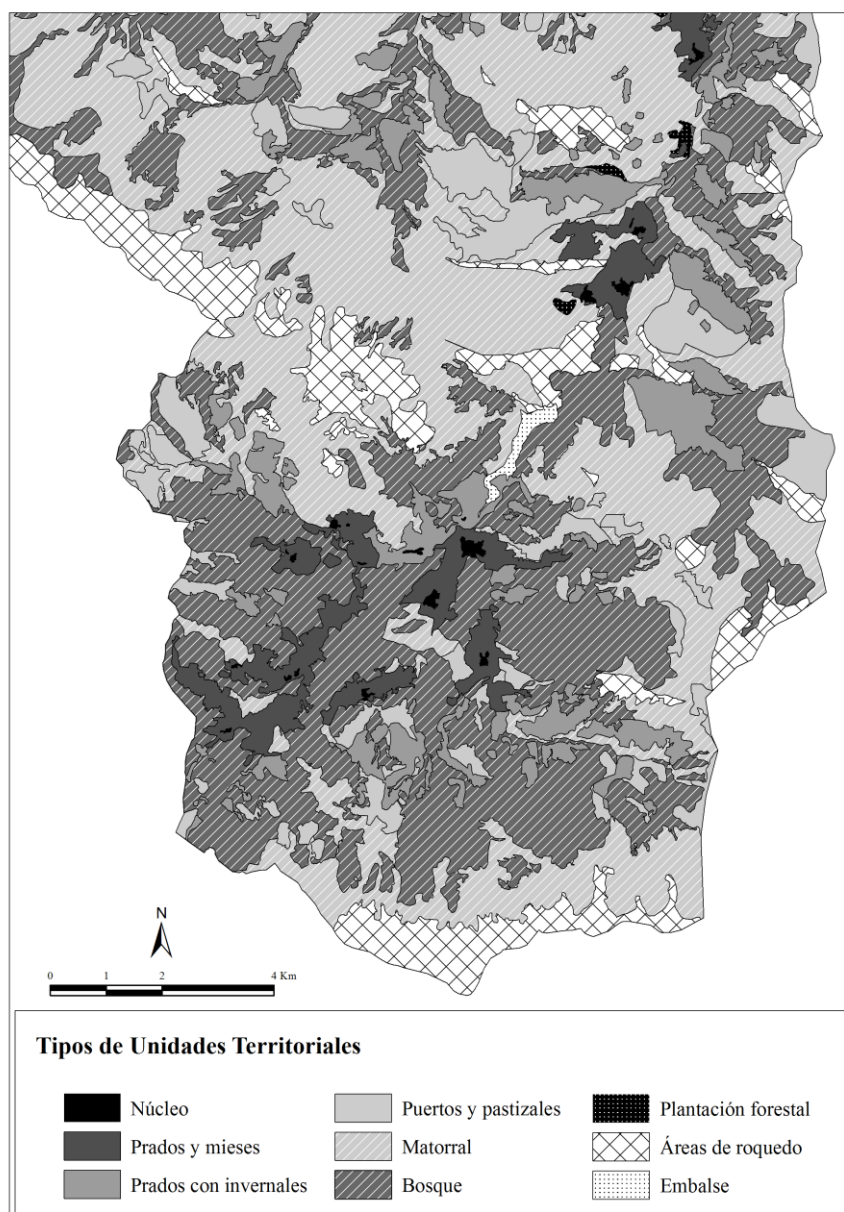 N
0 1 2 4 Km
Tipos de Unidades Territoriales
Núcleo
Prados y mieses
Prados con invernales
Puertos y pastizales
Matorral
Bosque
Plantación forestal
Áreas de roquedo
Embalse